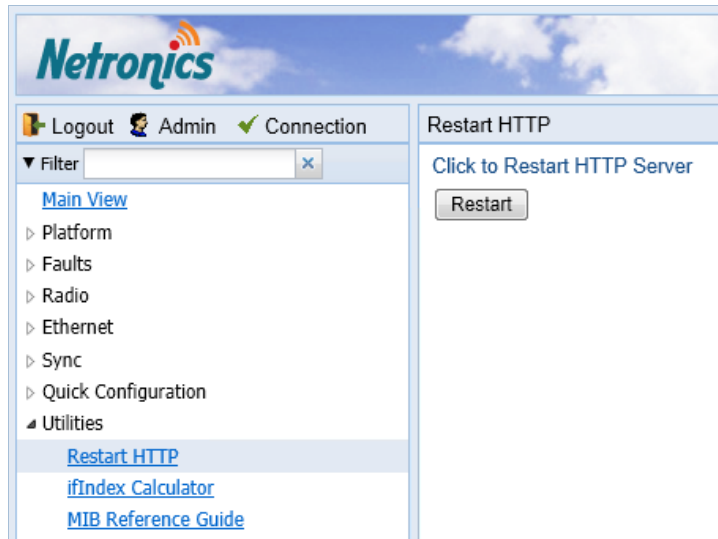 Netronics
Logout Admin Connection
Filter
Main View
Platform
Faults
Radio
Ethernet
Sync
Quick Configuration
Utilities
Restart HTTP
ifIndex Calculator
MIB Reference Guide
Restart HTTP
Click to Restart HTTP Server
Restart